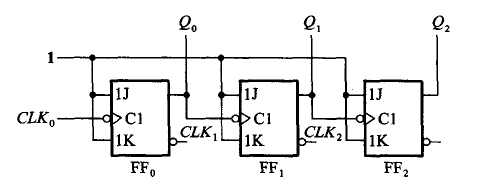 Q₀ Q₁ Q₂
1
1J 1J 1J
CLK₀ C1 CLK₁ C1 CLK₂ C1
1K 1K 1K
FF₀ FF₁ FF₂